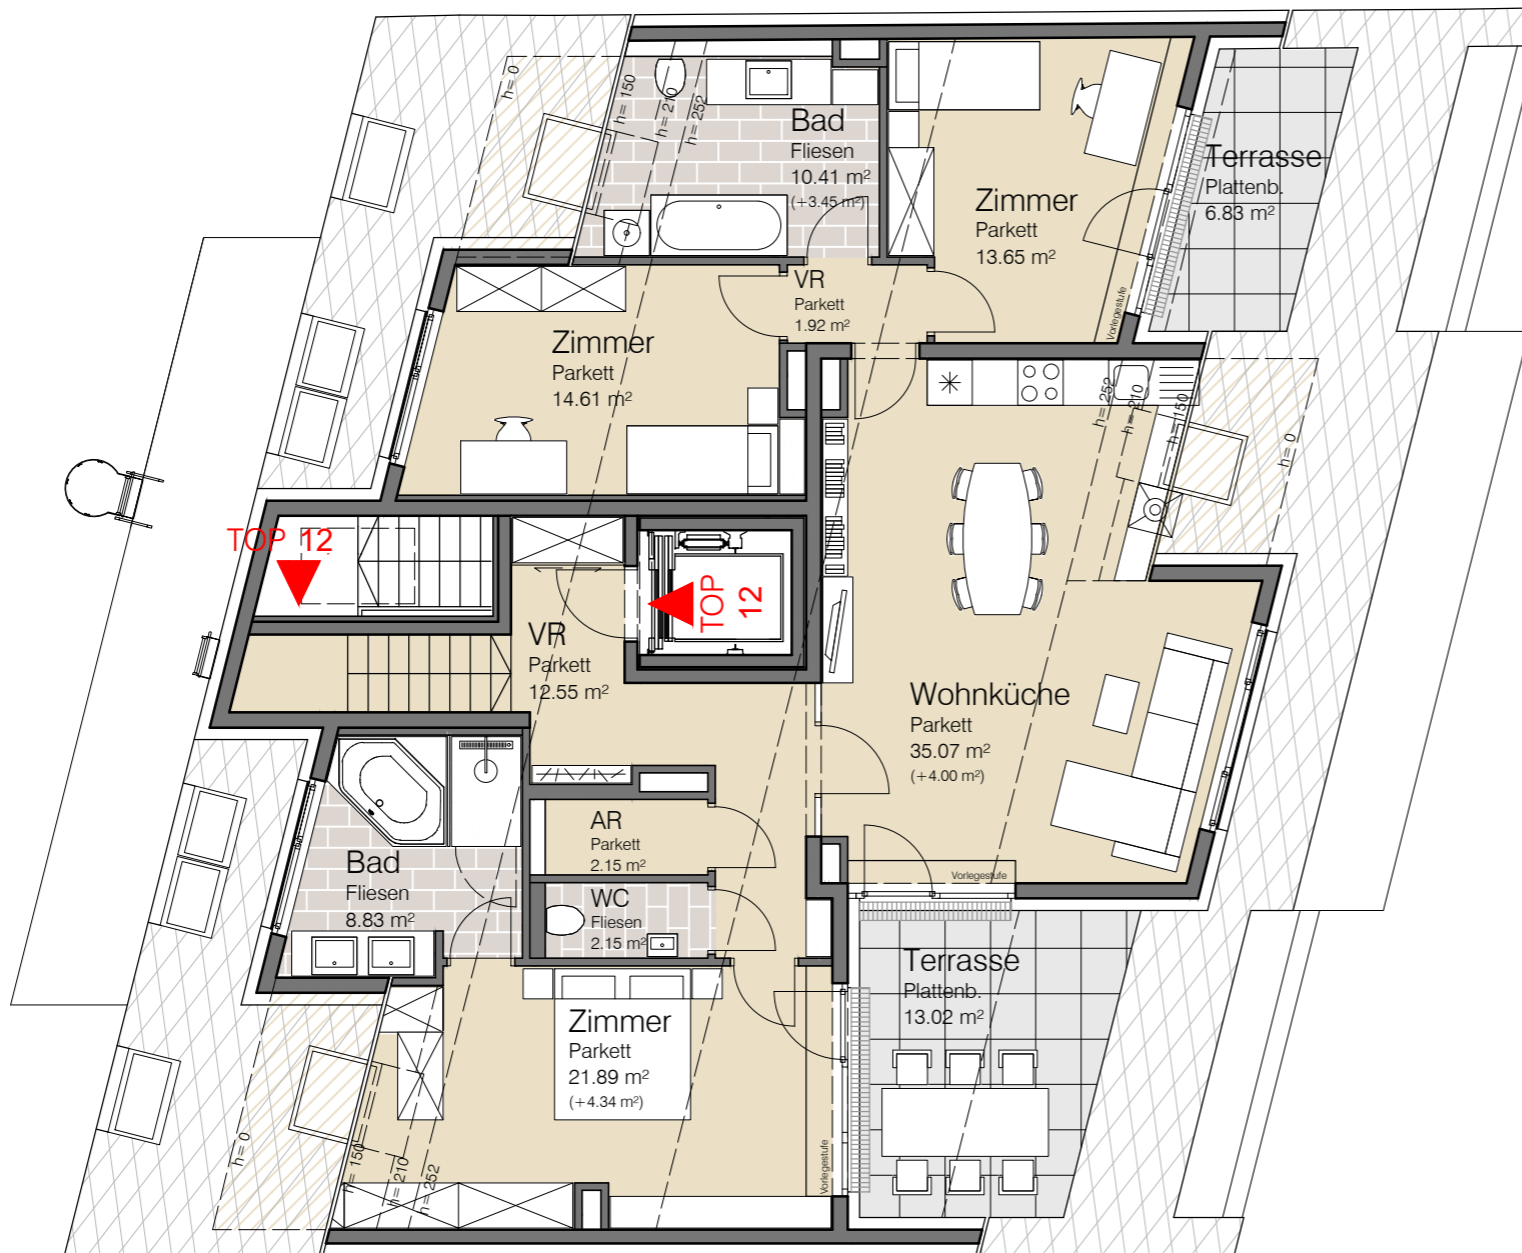 h= 0
h= 150
h= 210
h= 252
Bad
Fliesen
10.41 m²
(+3.45 m²)
Zimmer
Parkett
13.65 m²
Terrasse
Plattenb.
6.83 m²
Vorlegestufe
VR
Parkett
1.92 m²
Zimmer
Parkett
14.61 m²
h= 252
h= 210
h= 150
h= 0
TOP 12
TOP
12
VR
Parkett
12.55 m²
Wohnküche
Parkett
35.07 m²
(+4.00 m²)
AR
Parkett
2.15 m²
Bad
Fliesen
8.83 m²
WC
Fliesen
2.15 m²
Vorlegestufe
Terrasse
Plattenb.
13.02 m²
Zimmer
Parkett
21.89 m²
(+4.34 m²)
Vorlegestufe
h= 0
h= 150
h= 210
h= 252